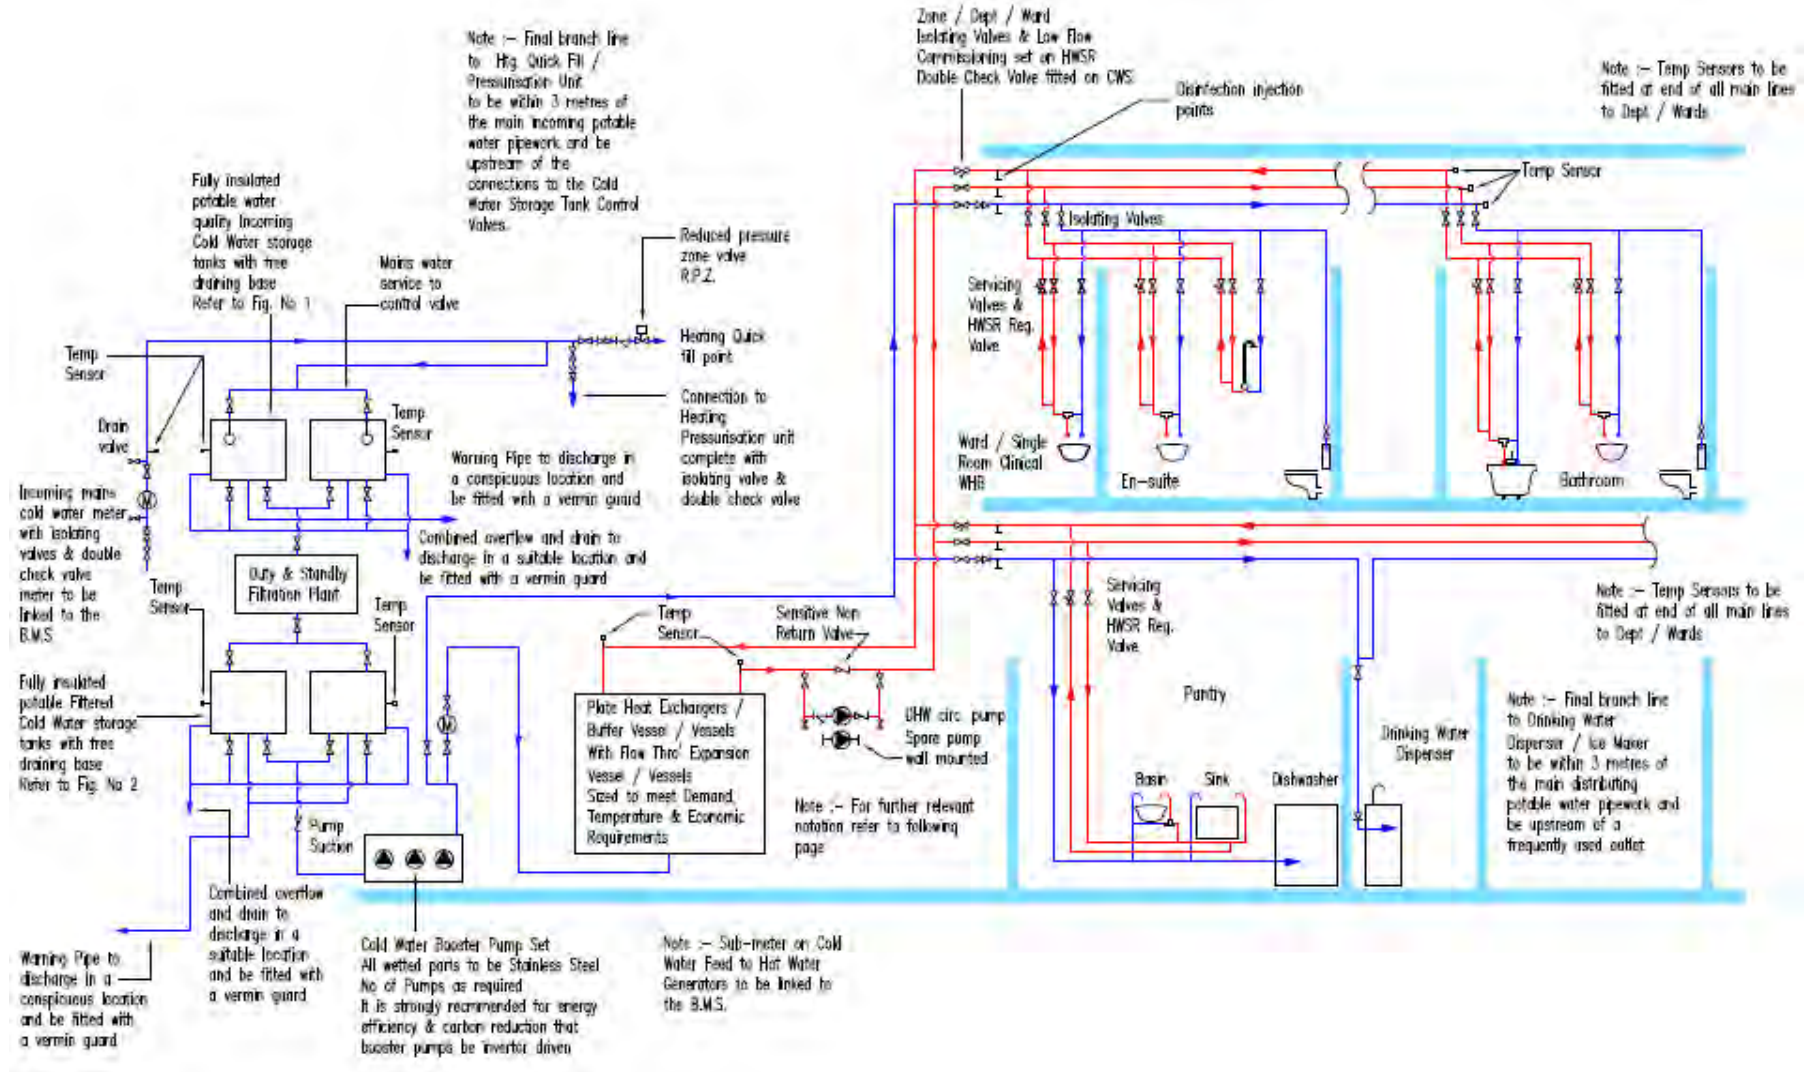 Note :- Final branch line
to Htg Quick Fill /
Pressurisation Unit
to be within 3 metres of
the main incoming potable
water pipework and be
upstream of the
connections to the Cold
Water Storage Tank Control
Valves.
Zone / Dept / Ward
Isolating Valves & Low Flow
Commissioning set on HWSR
Double Check Valve fitted on CWS
Disinfection injection
points
Note :- Temp Sensors to be
fitted at end of all main lines
to Dept / Wards
Fully insulated
potable water
quality Incoming
Cold Water storage
tanks with free
draining base
Refer to Fig. No 1
Mains water
service to
control valve
Reduced pressure
zone valve
R.P.Z.
Temp Sensor
Isolating Valves
Temp
Sensor
Heating Quick
fill point
Servicing
Valves &
HWSR Reg.
Valve
Drain
valve
Temp
Sensor
Connection to
Heating
Pressurisation unit
complete with
isolating valve &
double check valve
Warning Pipe to discharge in
a conspicuous location and
be fitted with a vermin guard
Ward / Single
Room Clinical
WHB
En-suite
Bathroom
Incoming mains
cold water meter
with isolating
valves & double
check valve
meter to be
linked to the
B.M.S
M
Combined overflow and drain to
discharge in a suitable location and
be fitted with a vermin guard
Duty & Standby
Filtration Plant
Temp
Sensor
Temp
Sensor
Temp
Sensor
Sensitive Non
Return Valve
Servicing
Valves &
HWSR Reg.
Valve
Note :- Temp Sensors to be
fitted at end of all main lines
to Dept / Wards
Fully insulated
potable Filtered
Cold Water storage
tanks with free
draining base
Refer to Fig. No 2
M
Plate Heat Exchangers /
Buffer Vessel / Vessels
With Flow Thro' Expansion
Vessel / Vessels
Sized to meet Demand,
Temperature & Economic
Requirements
DHW circ. pump
Spare pump
wall mounted
Pantry
Drinking Water
Dispenser
Note :- Final branch line
to Drinking Water
Dispenser / Ice Maker
to be within 3 metres of
the main distributing
potable water pipework and
be upstream of a
frequently used outlet
Basin
Sink
Dishwasher
Note :- For further relevant
notation refer to following
page
Pump
Suction
Combined overflow
and drain to
discharge in a
suitable location
and be fitted with
a vermin guard
Warning Pipe to
discharge in a
conspicuous location
and be fitted with
a vermin guard
Cold Water Booster Pump Set
All wetted parts to be Stainless Steel
No of Pumps as required
It is strongly recommended for energy
efficiency & carbon reduction that
booster pumps be inverter driven
Note :- Sub-meter on Cold
Water Feed to Hot Water
Generators to be linked to
the B.M.S.